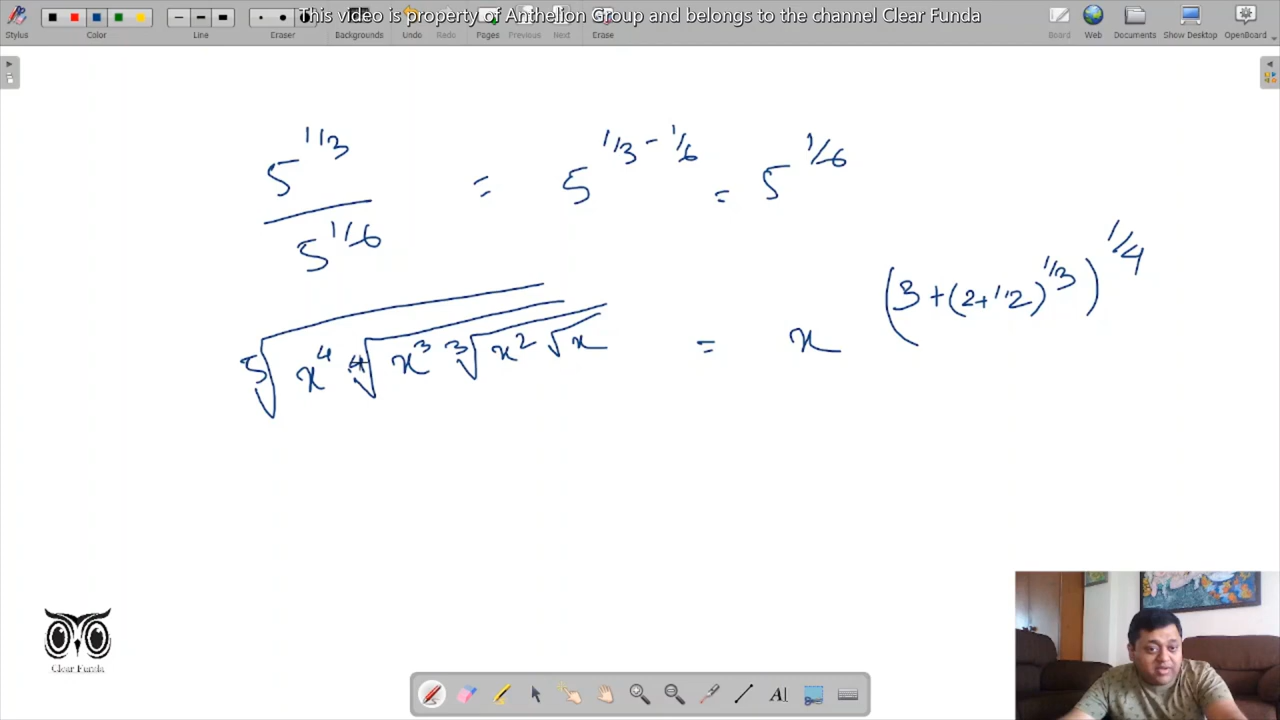 This video is property of Anthelion Group and belongs to the channel Clear Funda
Stylus Color Line Eraser Backgrounds Undo Redo Pages Previous Next Erase Board Web Documents Show Desktop OpenBoard
5^(1/3) / 5^(1/6) = 5^(1/3 - 1/6) = 5^(1/6)
⁵√(x⁴ ⁴√(x³ ³√(x² √x))) = x^((3+(2+1/2)^(1/3))^(1/4))
Clear Funda